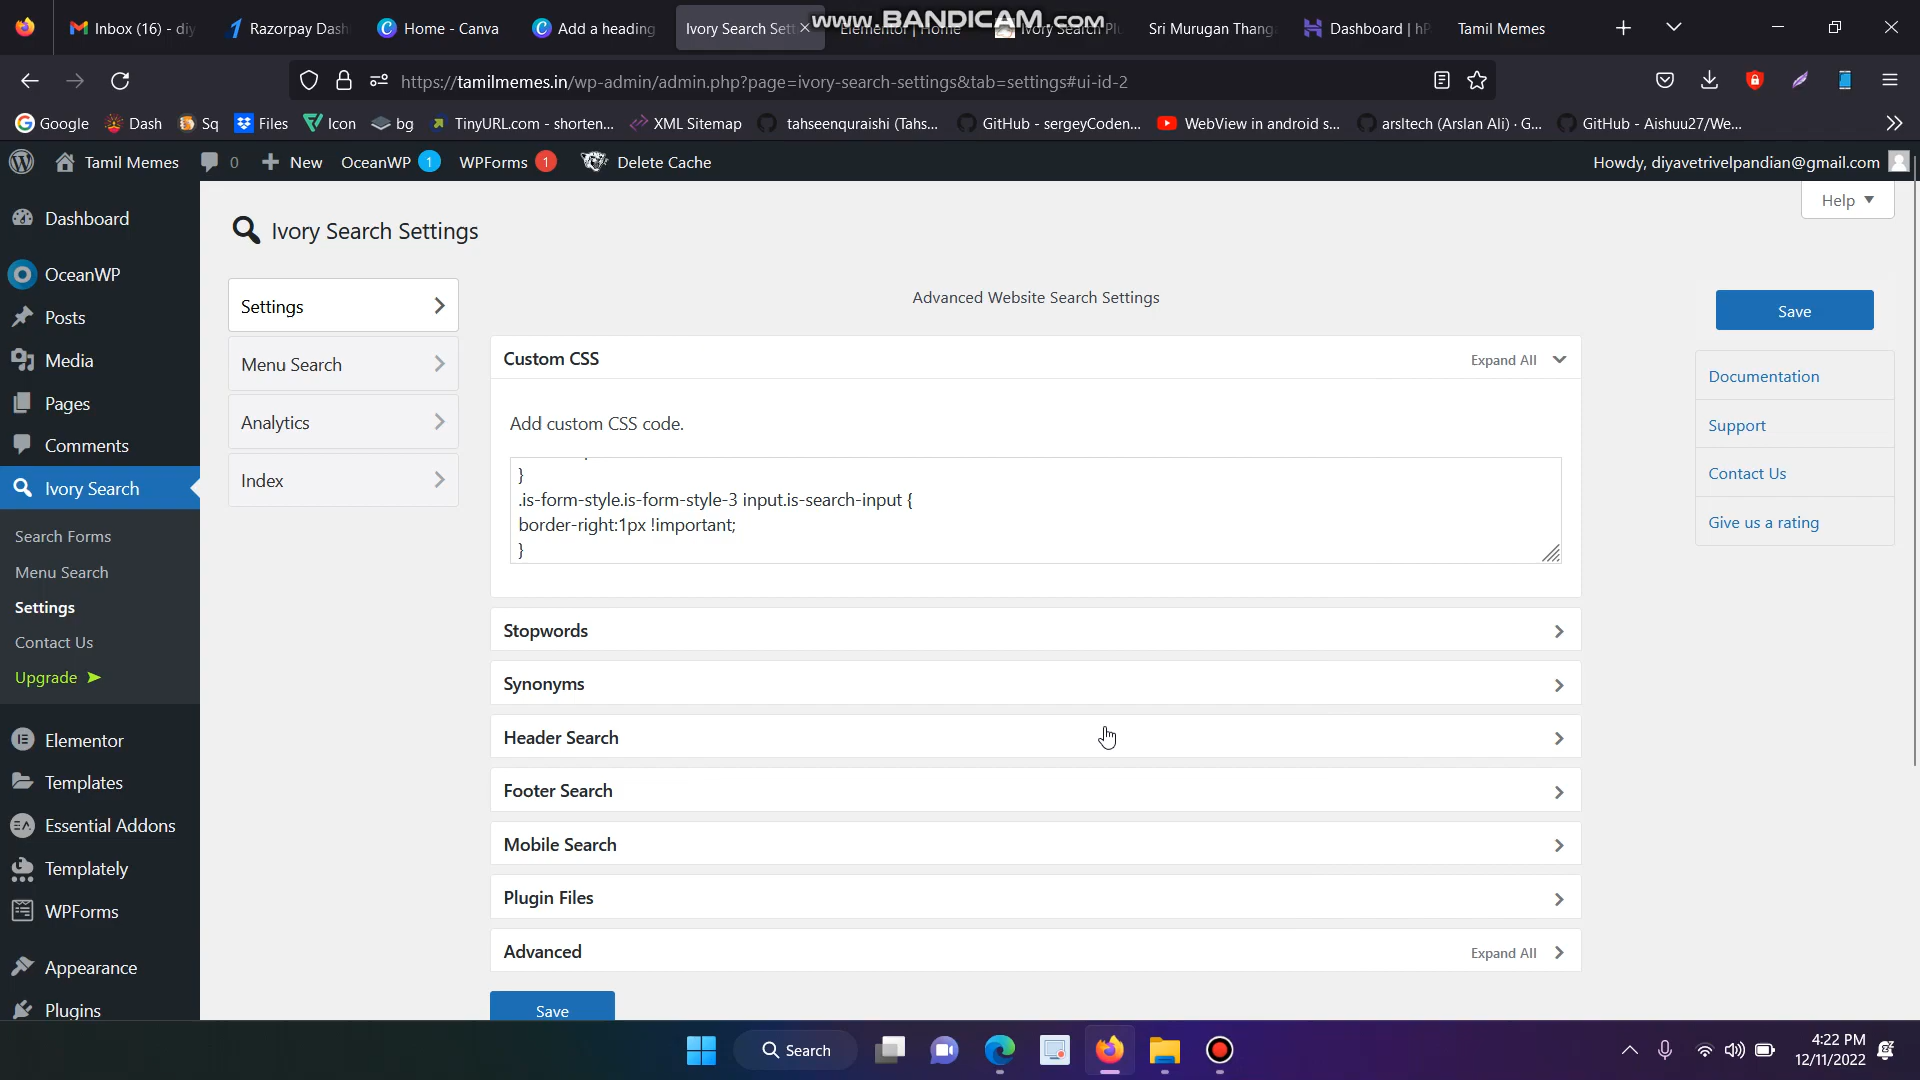 www.BANDICAM.com
Inbox (16) - diy
Razorpay Dash
Home - Canva
Add a heading
Ivory Search Sett
Elementor | Home
Ivory Search Plu
Sri Murugan Thang
Dashboard | hP
Tamil Memes
https://tamilmemes.in/wp-admin/admin.php?page=ivory-search-settings&tab=settings#ui-id-2
Google
Dash
Sq
Files
Icon
bg
TinyURL.com - shorten...
XML Sitemap
tahseenquraishi (Tahs...
GitHub - sergeyCoden...
WebView in android s...
arsltech (Arslan Ali) · G...
GitHub - Aishuu27/We...
Tamil Memes
0
New
OceanWP 1
WPForms 1
Delete Cache
Howdy, diyavetrivelpandian@gmail.com
Help
Dashboard
OceanWP
Posts
Media
Pages
Comments
Ivory Search
Search Forms
Menu Search
Settings
Contact Us
Upgrade ➤
Elementor
Templates
Essential Addons
Templately
WPForms
Appearance
Plugins
Ivory Search Settings
Settings
Menu Search
Analytics
Index
Advanced Website Search Settings
Custom CSS
Expand All
Add custom CSS code.
}
.is-form-style.is-form-style-3 input.is-search-input {
border-right:1px !important;
}
Stopwords
Synonyms
Header Search
Footer Search
Mobile Search
Plugin Files
Advanced
Expand All
Save
Save
Documentation
Support
Contact Us
Give us a rating
Search
4:22 PM
12/11/2022